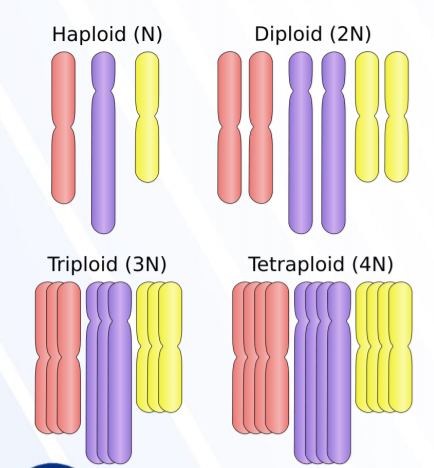 Haploid (N)
Diploid (2N)
Triploid (3N)
Tetraploid (4N)